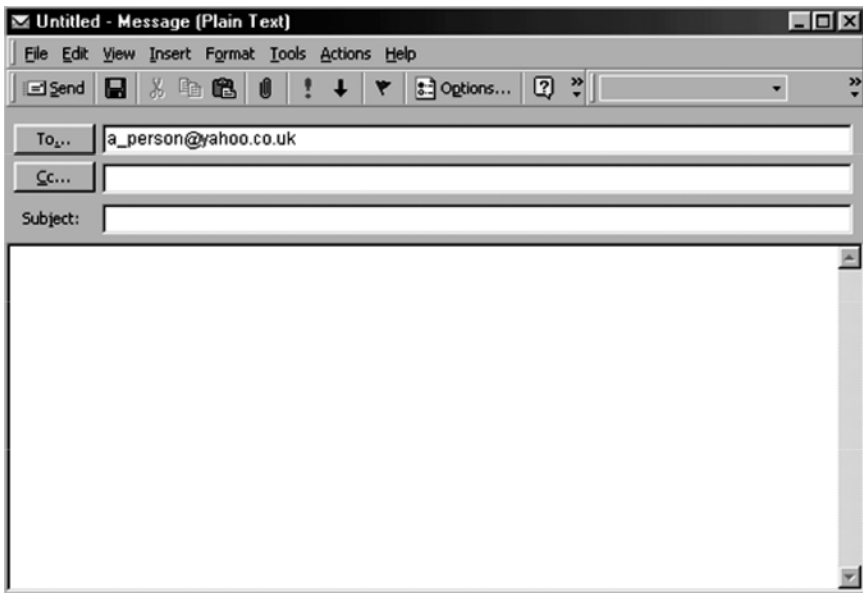 Untitled - Message (Plain Text)
File Edit View Insert Format Tools Actions Help
Send Options...
To... a_person@yahoo.co.uk
Cc...
Subject: